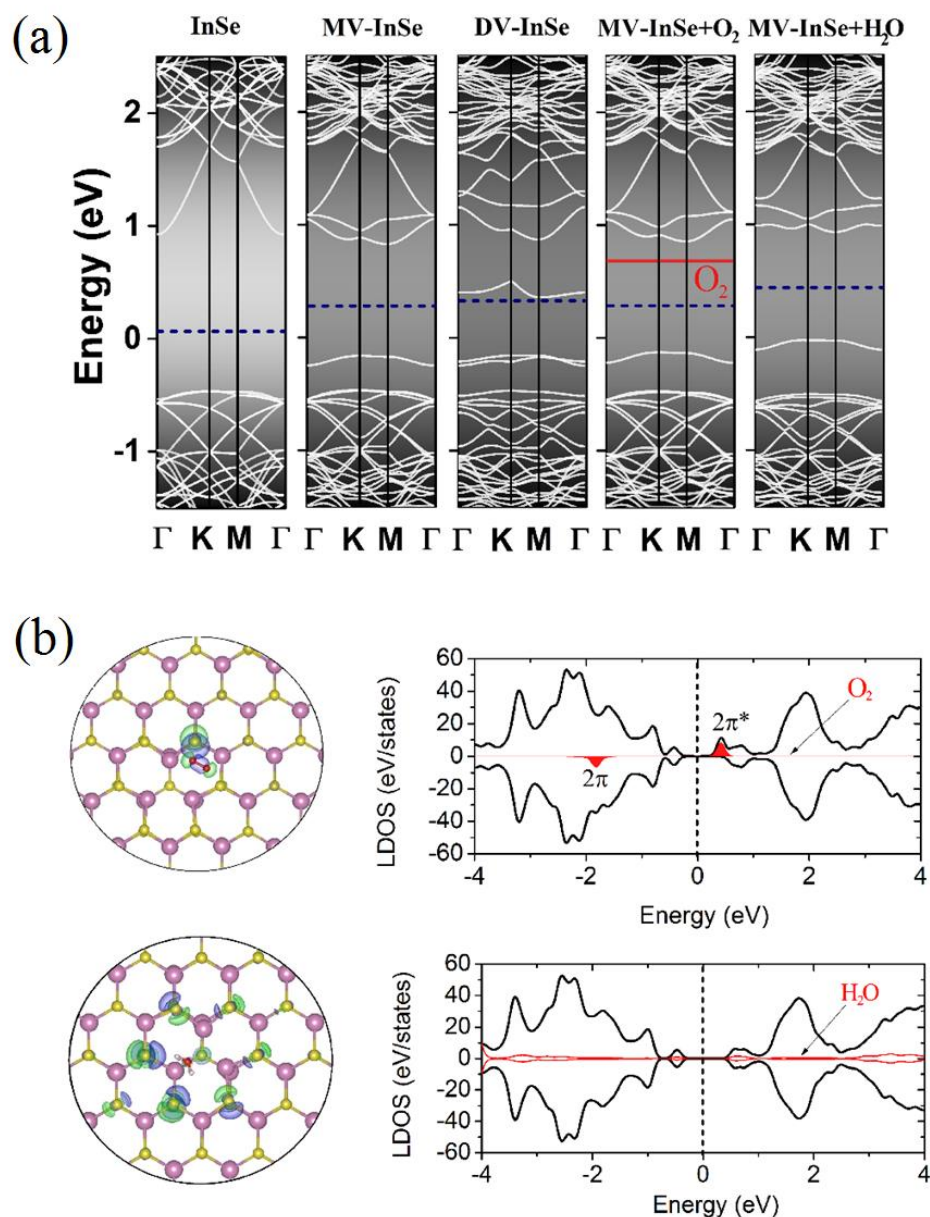 (a)
InSe MV-InSe DV-InSe MV-InSe+O₂ MV-InSe+H₂O
Energy (eV)
2
1
0
-1
O₂
Γ K M Γ Γ K M Γ Γ K M Γ Γ K M Γ Γ K M Γ
(b)
LDOS (eV/states)
60
40
20
0
-20
-40
-60
2π*
O₂
2π
-4 -2 0 2 4
Energy (eV)
LDOS (eV/states)
60
40
20
0
-20
-40
-60
H₂O
-4 -2 0 2 4
Energy (eV)